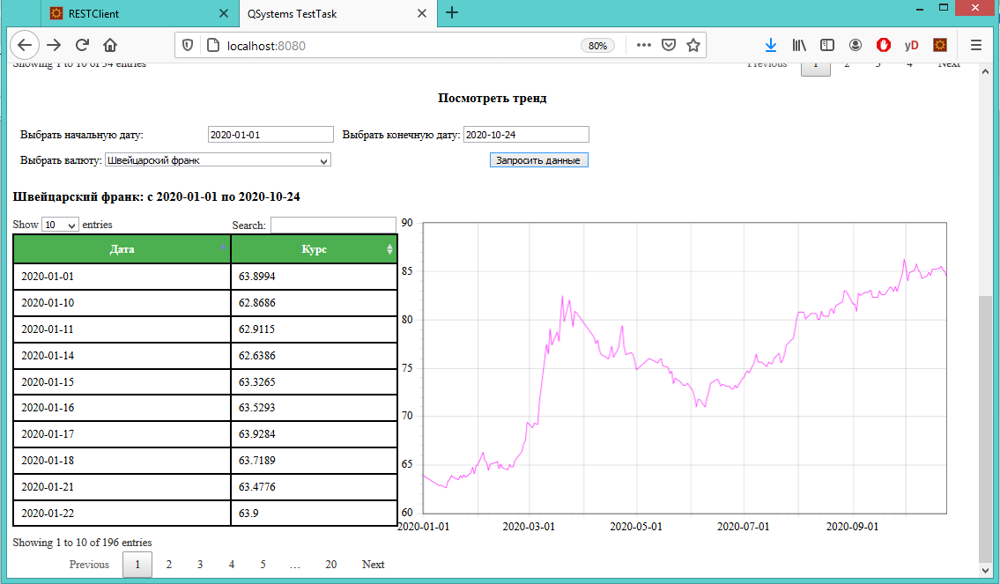 RESTClient
QSystems TestTask
localhost:8080
80%
yD
Showing 1 to 10 of 34 entries
Previous 1 2 3 4 Next
Посмотреть тренд
Выбрать начальную дату: 2020-01-01 Выбрать конечную дату: 2020-10-24
Выбрать валюту: Швейцарский франк Запросить данные
Швейцарский франк: с 2020-01-01 по 2020-10-24
Show 10 entries Search:
Дата Курс
2020-01-01 63.8994
2020-01-10 62.8686
2020-01-11 62.9115
2020-01-14 62.6386
2020-01-15 63.3265
2020-01-16 63.5293
2020-01-17 63.9284
2020-01-18 63.7189
2020-01-21 63.4776
2020-01-22 63.9
Showing 1 to 10 of 196 entries
Previous 1 2 3 4 5 … 20 Next
90
85
80
75
70
65
60
2020-01-01 2020-03-01 2020-05-01 2020-07-01 2020-09-01